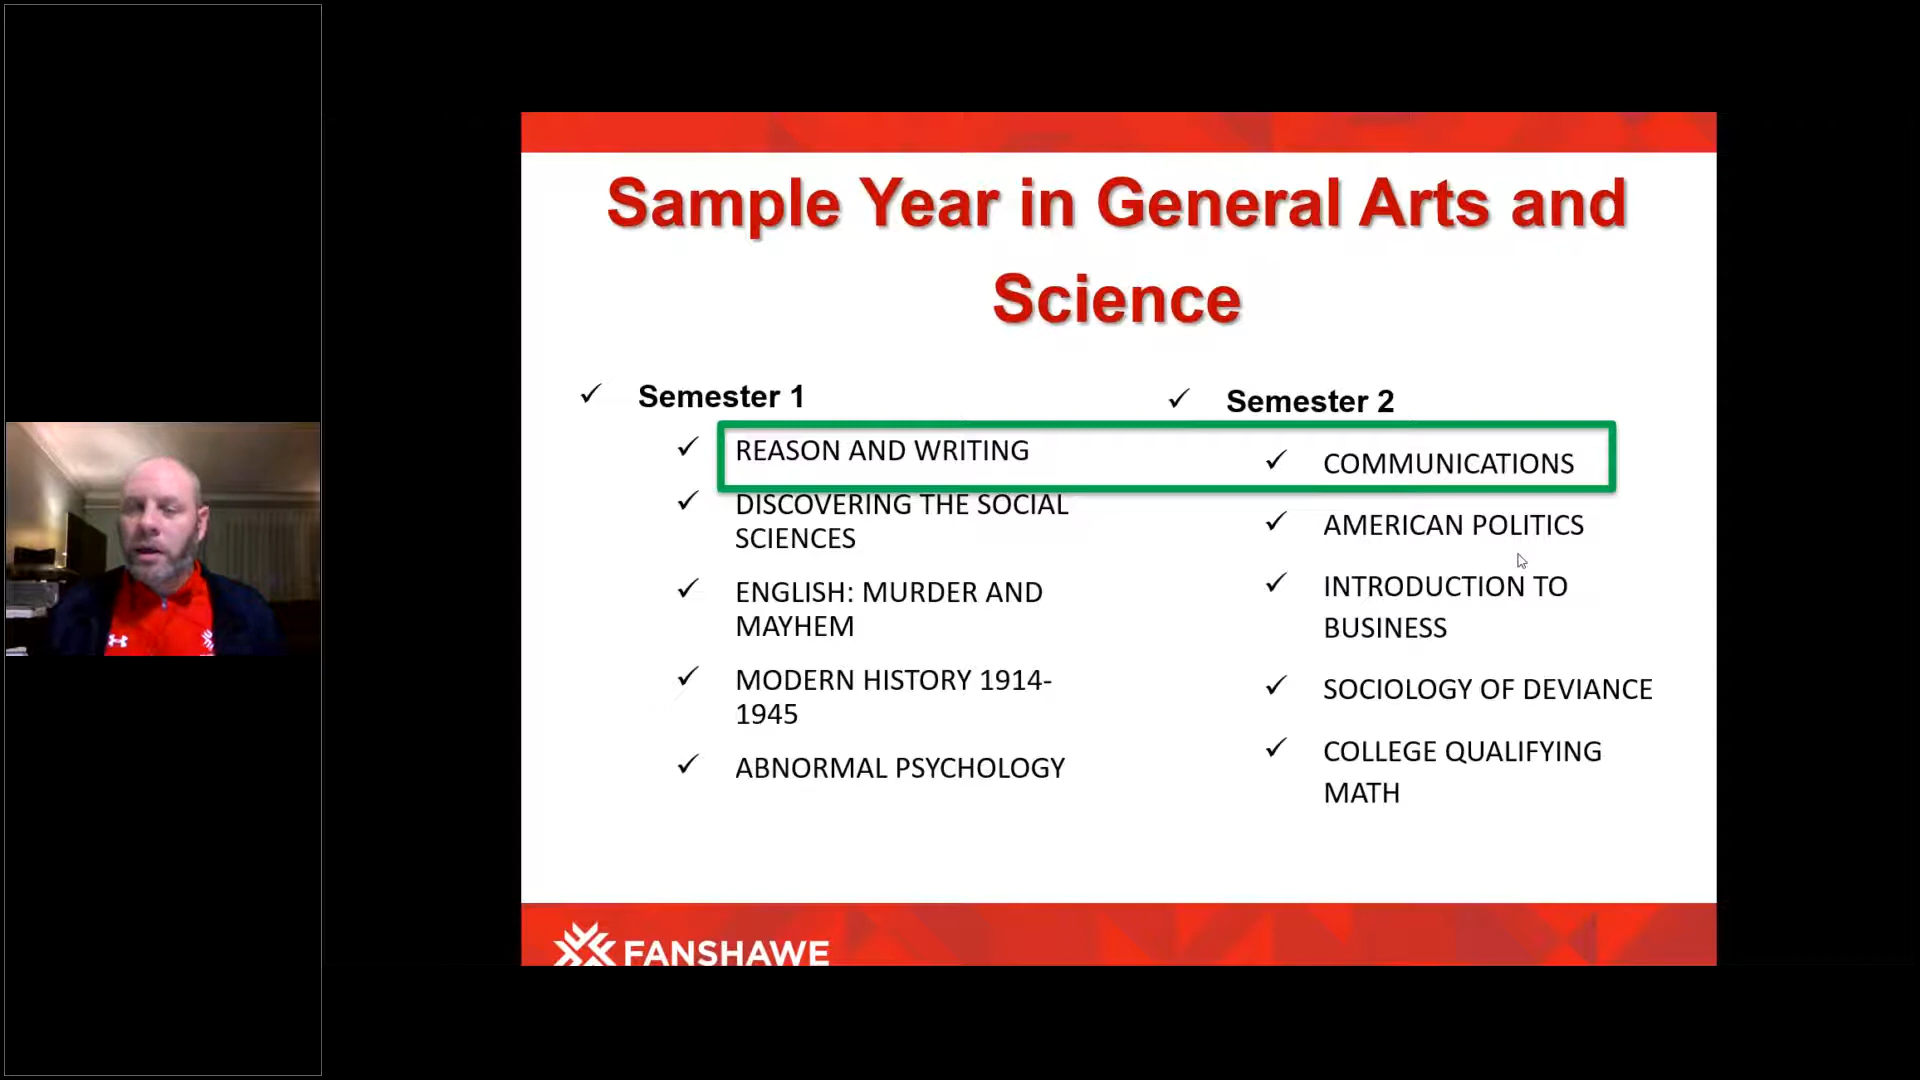 Sample Year in General Arts and
Science
✓ Semester 1
✓ REASON AND WRITING
✓ DISCOVERING THE SOCIAL
SCIENCES
✓ ENGLISH: MURDER AND
MAYHEM
✓ MODERN HISTORY 1914-
1945
✓ ABNORMAL PSYCHOLOGY
✓ Semester 2
✓ COMMUNICATIONS
✓ AMERICAN POLITICS
✓ INTRODUCTION TO
BUSINESS
✓ SOCIOLOGY OF DEVIANCE
✓ COLLEGE QUALIFYING
MATH
FANSHAWE